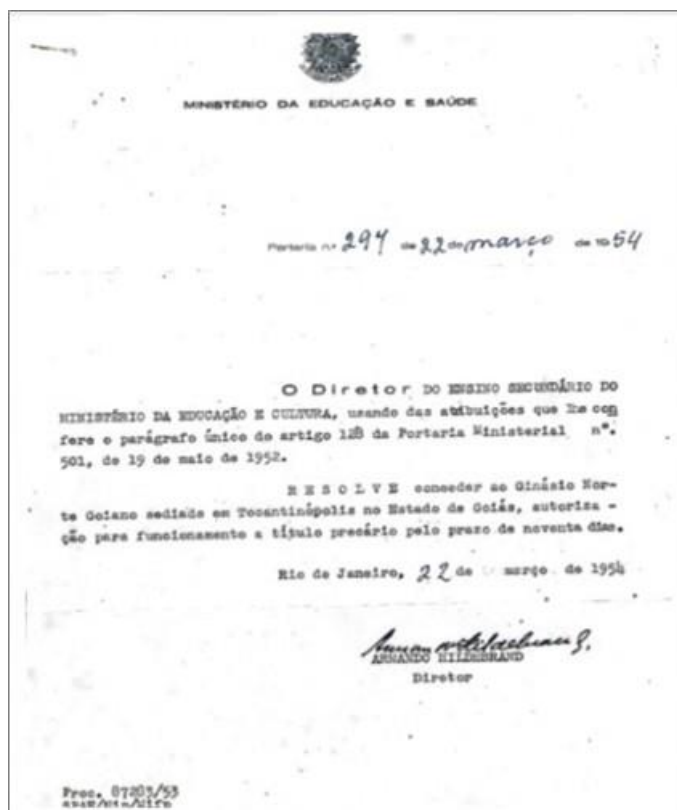 MINISTÉRIO DA EDUCAÇÃO E SAÚDE
Portaria n.º 297 de 22 de março de 1954
O Diretor DO ENSINO SECUNDÁRIO DO
MINISTÉRIO DA EDUCAÇÃO E CULTURA, usando das atibuições que lhe con
fere o parágrafo único do artigo 128 da Portaria Ministerial nº.
501, de 19 de maio de 1952.
R E S O L V E conceder ao Ginásio Nor-
te Goiano sediado em Tocantinópolis no Estado de Goiás, autoriza -
ção para funcionamento a título precário pelo prazo de noventa dias.
Rio de Janeiro, 22 de março de 1954
ARMANDO HILDEBRAND
Diretor
Proc. 87203/53